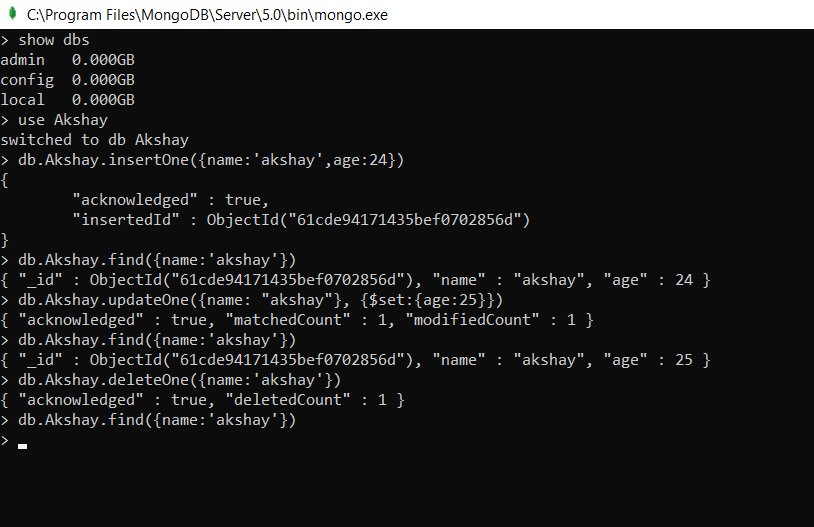 C:\Program Files\MongoDB\Server\5.0\bin\mongo.exe
> show dbs
admin   0.000GB
config  0.000GB
local   0.000GB
> use Akshay
switched to db Akshay
> db.Akshay.insertOne({name:'akshay',age:24})
{
        "acknowledged" : true,
        "insertedId" : ObjectId("61cde94171435bef0702856d")
}
> db.Akshay.find({name:'akshay'})
{ "_id" : ObjectId("61cde94171435bef0702856d"), "name" : "akshay", "age" : 24 }
> db.Akshay.updateOne({name: "akshay"}, {$set:{age:25}})
{ "acknowledged" : true, "matchedCount" : 1, "modifiedCount" : 1 }
> db.Akshay.find({name:'akshay'})
{ "_id" : ObjectId("61cde94171435bef0702856d"), "name" : "akshay", "age" : 25 }
> db.Akshay.deleteOne({name:'akshay'})
{ "acknowledged" : true, "deletedCount" : 1 }
> db.Akshay.find({name:'akshay'})
>